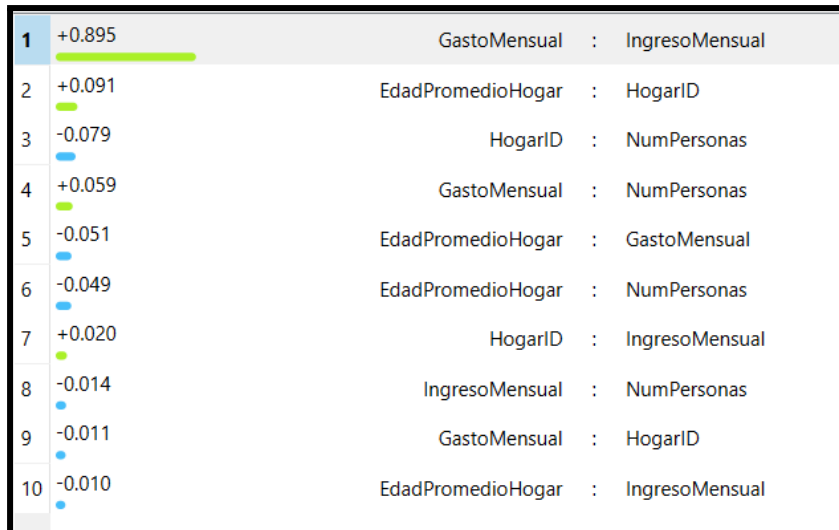 1 +0.895 GastoMensual : IngresoMensual
2 +0.091 EdadPromedioHogar : HogarID
3 -0.079 HogarID : NumPersonas
4 +0.059 GastoMensual : NumPersonas
5 -0.051 EdadPromedioHogar : GastoMensual
6 -0.049 EdadPromedioHogar : NumPersonas
7 +0.020 HogarID : IngresoMensual
8 -0.014 IngresoMensual : NumPersonas
9 -0.011 GastoMensual : HogarID
10 -0.010 EdadPromedioHogar : IngresoMensual